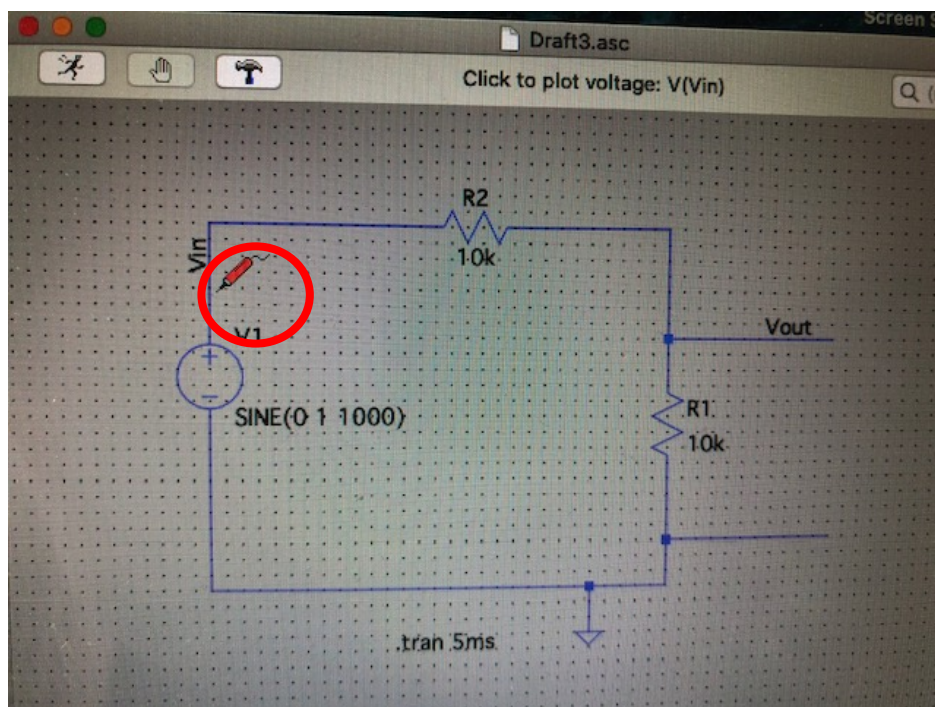 Screen S
Draft3.asc
Click to plot voltage: V(Vin)
R2
10k
Vin
V1
+
Vout
−
SINE(0 1 1000)
R1
10k
.tran 5ms